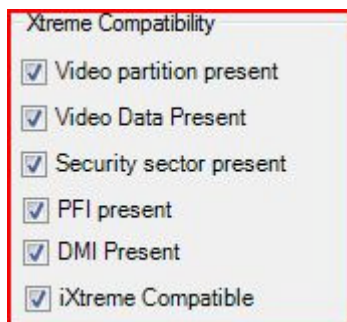 Xtreme Compatibility
Video partition present
Video Data Present
Security sector present
PFI present
DMI Present
iXtreme Compatible